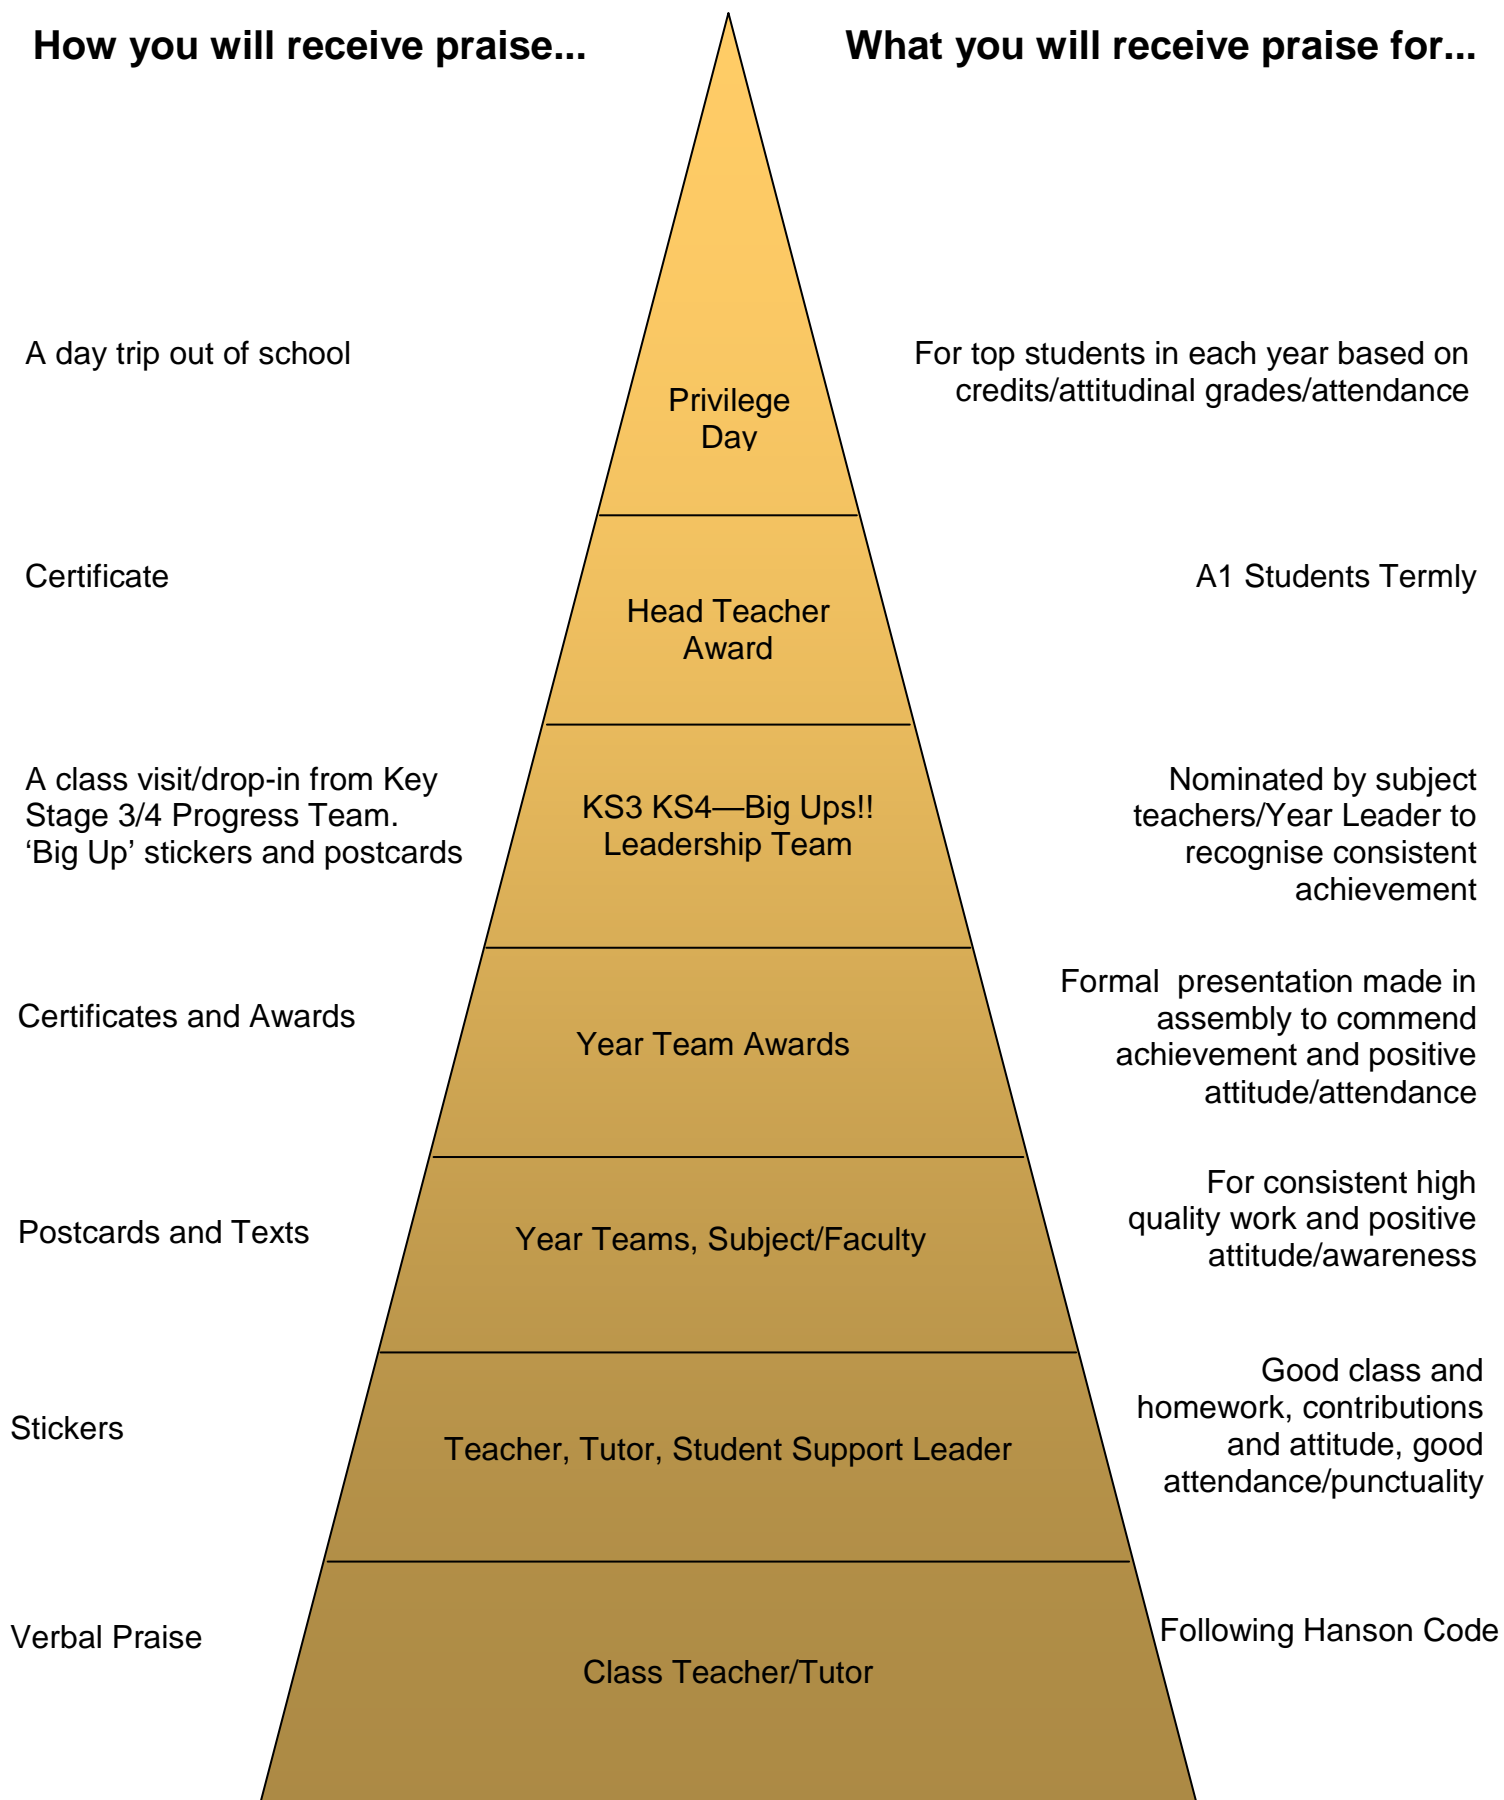 How you will receive praise...
What you will receive praise for...
A day trip out of school
Privilege
Day
For top students in each year based on
credits/attitudinal grades/attendance
Certificate
Head Teacher
Award
A1 Students Termly
A class visit/drop-in from Key
Stage 3/4 Progress Team.
‘Big Up’ stickers and postcards
KS3 KS4—Big Ups!!
Leadership Team
Nominated by subject
teachers/Year Leader to
recognise consistent
achievement
Certificates and Awards
Year Team Awards
Formal  presentation made in
assembly to commend
achievement and positive
attitude/attendance
Postcards and Texts
Year Teams, Subject/Faculty
For consistent high
quality work and positive
attitude/awareness
Stickers
Teacher, Tutor, Student Support Leader
Good class and
homework, contributions
and attitude, good
attendance/punctuality
Verbal Praise
Class Teacher/Tutor
Following Hanson Code